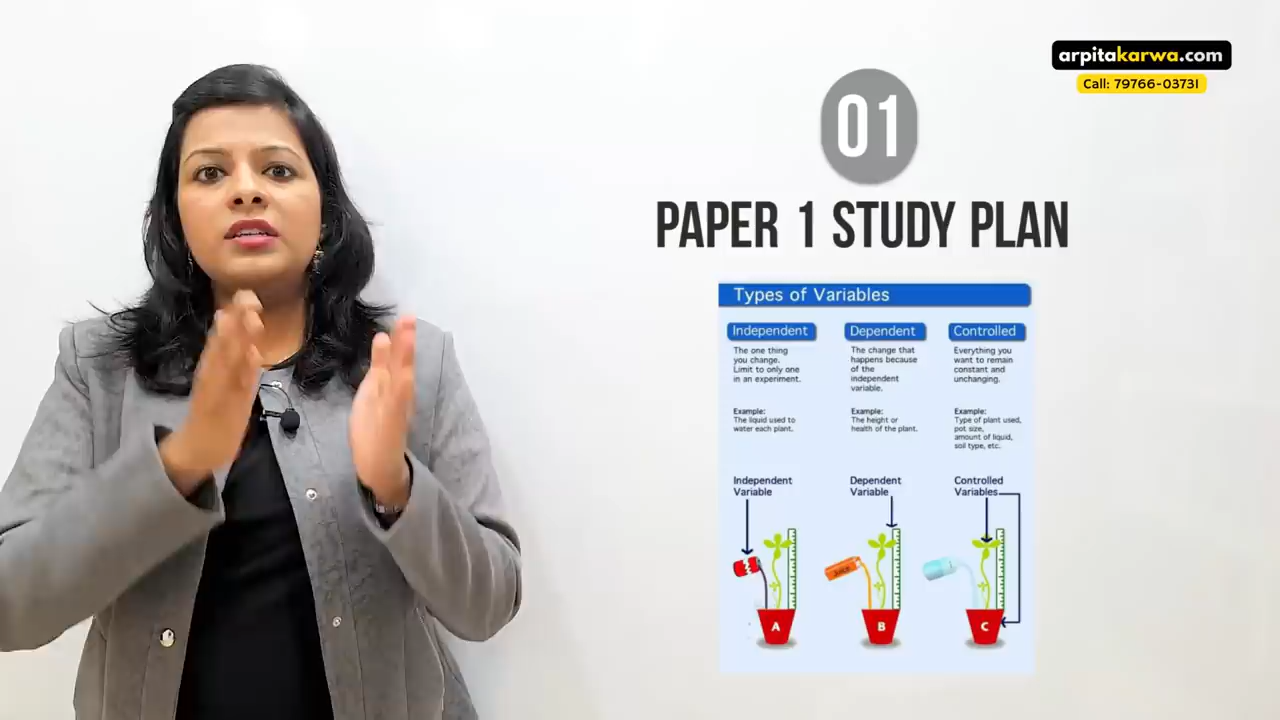 arpitakarwa.com
Call: 79766-03731
01
PAPER 1 STUDY PLAN
Types of Variables
Independent
The one thing
you change.
Limit to only one
in an experiment.
Example:
The liquid used to
water each plant.
Independent
Variable
Dependent
The change that
happens because
of the
independent
variable.
Example:
The height or
health of the plant.
Dependent
Variable
Controlled
Everything you
want to remain
constant and
unchanging.
Example:
Type of plant used,
pot size,
amount of liquid,
soil type, etc.
Controlled
Variables
A
B
C